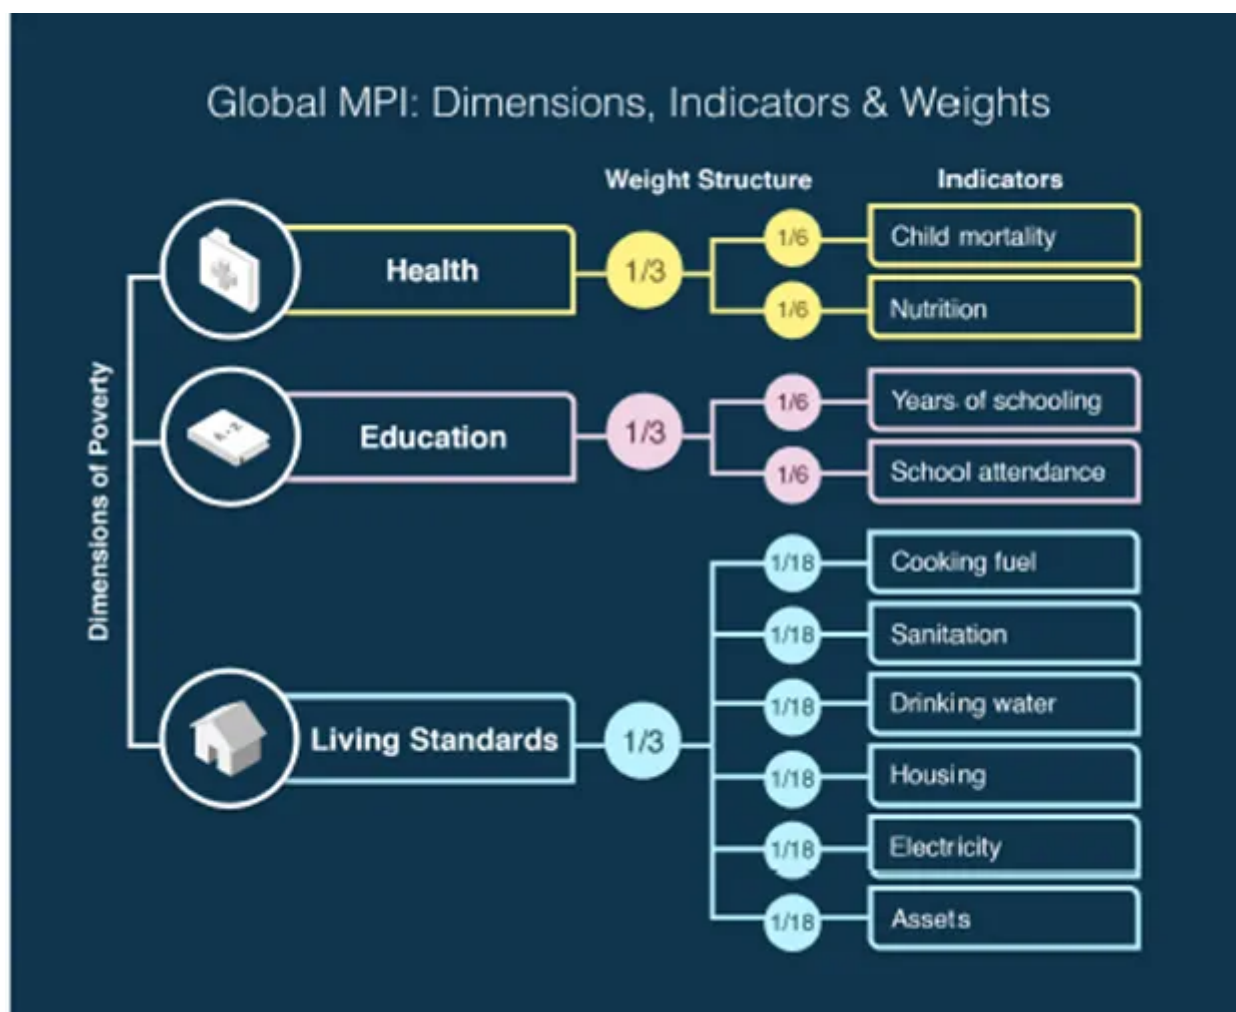 Global MPI: Dimensions, Indicators & Weights
Weight Structure
Indicators
Dimensions of Poverty
Health
1/3
1/6
Child mortality
1/6
Nutrition
Education
1/3
1/6
Years of schooling
1/6
School attendance
Living Standards
1/3
1/18
Cooking fuel
1/18
Sanitation
1/18
Drinking water
1/18
Housing
1/18
Electricity
1/18
Assets
A-Z